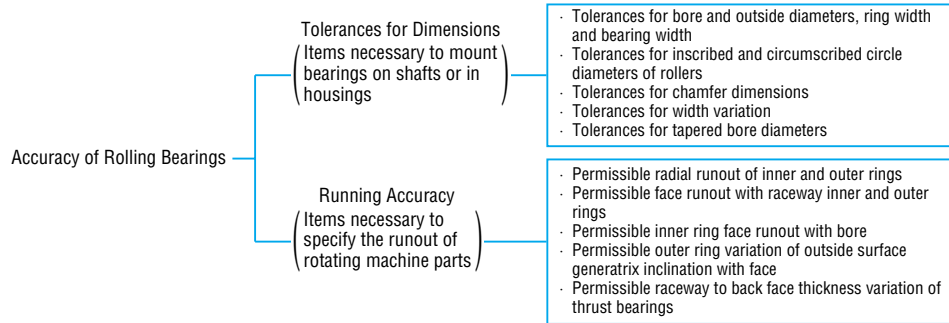 Accuracy of Rolling Bearings
Tolerances for Dimensions
(Items necessary to mount
bearings on shafts or in
housings)
· Tolerances for bore and outside diameters, ring width
and bearing width
· Tolerances for inscribed and circumscribed circle
diameters of rollers
· Tolerances for chamfer dimensions
· Tolerances for width variation
· Tolerances for tapered bore diameters
Running Accuracy
(Items necessary to
specify the runout of
rotating machine parts)
· Permissible radial runout of inner and outer rings
· Permissible face runout with raceway inner and outer
rings
· Permissible inner ring face runout with bore
· Permissible outer ring variation of outside surface
generatrix inclination with face
· Permissible raceway to back face thickness variation of
thrust bearings